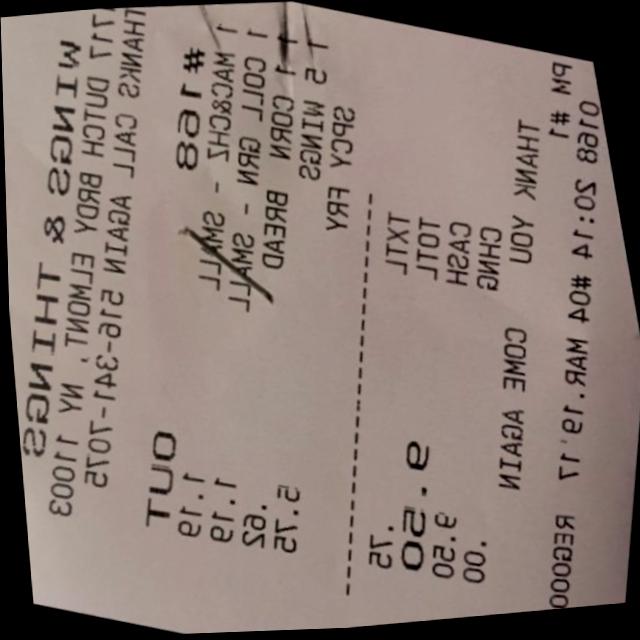 WINGS & THINGS
DUTCH BRDY ELMONT, NY 11003
THANKS CALL AGAIN 516-341-7075
#168 OUT
1 MAC&CHZ - SMALL 1.19
1 COLL GRN - SMALL 1.19
1 CORN BREAD .62
1 5 WINGS 5.75
SPCY FRY
TXTL .75
TOTL 9.50
CASH 9.50
CHNG .00
THANK YOU COME AGAIN
PM #1 REG0000
0168 20:14 #04 MAR.19,'17